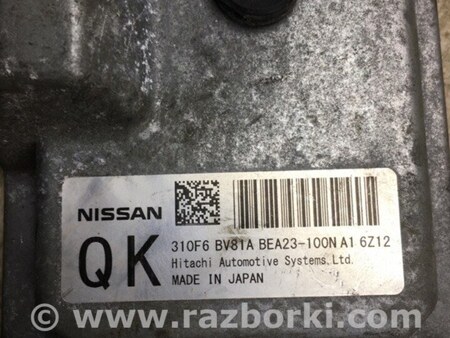 NISSAN
QK
310F6 BV81A BEA23-100N A1 6Z12
Hitachi Automotive Systems,Ltd.
MADE IN JAPAN
© www.razborki.com